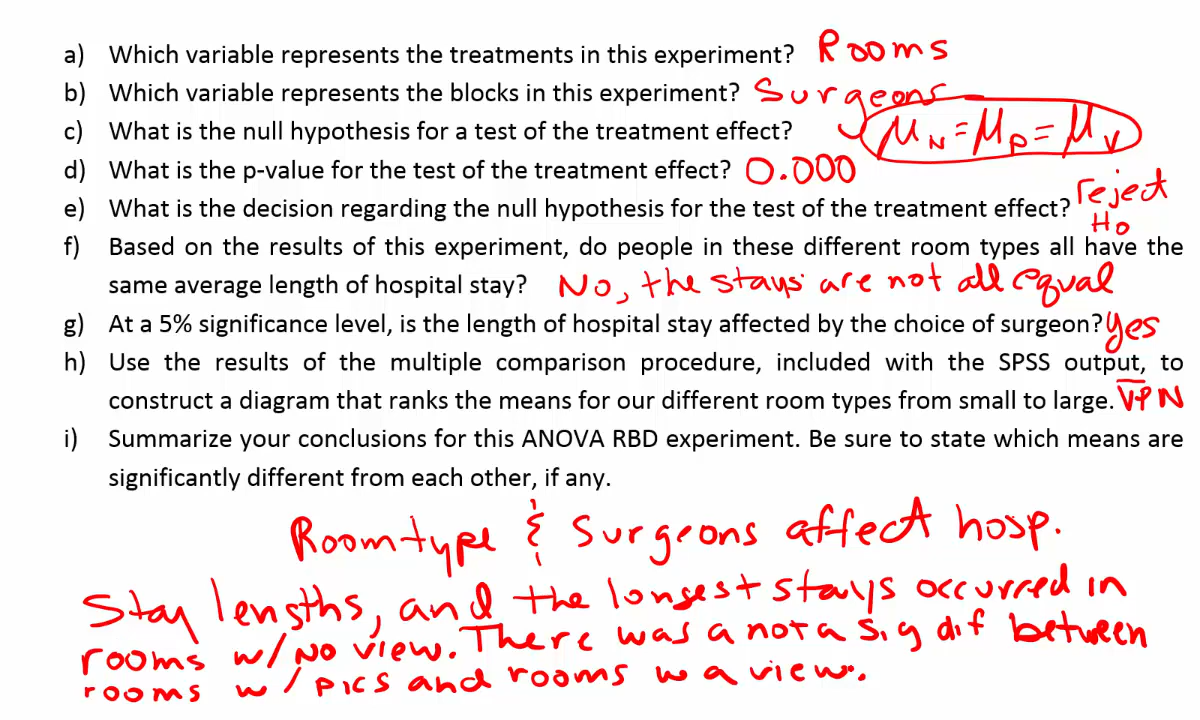 a) Which variable represents the treatments in this experiment? Rooms
b) Which variable represents the blocks in this experiment? Surgeons
c) What is the null hypothesis for a test of the treatment effect? μN = μP = μV
d) What is the p-value for the test of the treatment effect? 0.000
e) What is the decision regarding the null hypothesis for the test of the treatment effect? reject Ho
f) Based on the results of this experiment, do people in these different room types all have the
same average length of hospital stay? No, the stays are not all equal
g) At a 5% significance level, is the length of hospital stay affected by the choice of surgeon? yes
h) Use the results of the multiple comparison procedure, included with the SPSS output, to
construct a diagram that ranks the means for our different room types from small to large. VP N
i) Summarize your conclusions for this ANOVA RBD experiment. Be sure to state which means are
significantly different from each other, if any.
Roomtype & Surgeons affect hosp.
Stay lengths, and the longest stays occurred in
rooms w/ No view. There was a not a sig dif between
rooms w/ pics and rooms w a view.